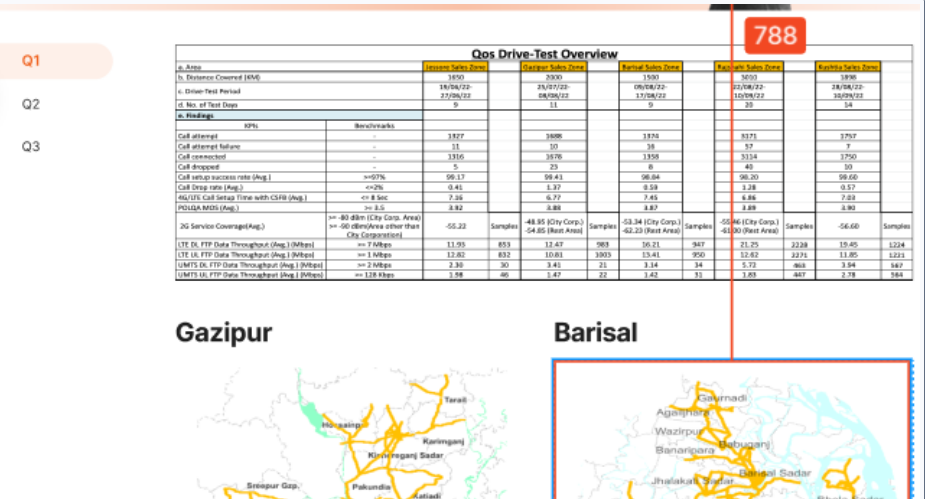 788
Q1
Q2
Q3
Qos Drive-Test Overview
a. Area Jessore Sales Zone Gazipur Sales Zone Barisal Sales Zone Rajshahi Sales Zone Kushtia Sales Zone
b. Distance Covered (KM) 1650 2000 1500 3010 1898
c. Drive-Test Period 19/06/22-27/06/22 25/07/22-08/08/22 09/08/22-17/08/22 22/08/22-10/09/22 28/08/22-10/09/22
d. No. of Test Days 9 11 9 20 14
e. Findings
KPIs Benchmarks
Call attempt - 1327 1688 1374 3171 1757
Call attempt failure - 11 10 16 57 7
Call connected - 1316 1678 1358 3114 1750
Call dropped - 5 23 8 40 10
Call setup success rate (Avg.) >=97% 99.17 99.41 98.84 98.20 99.60
Call Drop rate (Avg.) <=2% 0.41 1.37 0.59 1.28 0.57
4G/LTE Call Setup Time with CSFB (Avg.) <= 8 Sec 7.16 6.77 7.45 6.86 7.03
POLQA MOS (Avg.) >= 3.5 3.92 3.88 3.87 3.89 3.90
2G Service Coverage(Avg.) >= -80 dBm (City Corp. Area) >= -90 dBm(Area other than City Corporation) -55.22 Samples -48.95 (City Corp.) -54.85 (Rest Area) Samples -53.34 (City Corp.) -62.23 (Rest Area) Samples -55.46 (City Corp.) (Rest Area) Samples -56.60 Samples
LTE DL FTP Data Throughput (Avg.) (Mbps) >= 7 Mbps 11.93 853 12.47 983 16.21 947 21.25 2228 19.45 1224
LTE UL FTP Data Throughput (Avg.) (Mbps) >= 1 Mbps 12.82 832 10.81 1003 13.41 950 12.62 2271 11.85 1221
UMTS DL FTP Data Throughput (Avg.) (Mbps) >= 2 Mbps 2.30 30 3.41 21 3.14 34 5.72 463 3.94 567
UMTS UL FTP Data Throughput (Avg.) (Mbps) >= 128 Kbps 1.98 46 1.47 22 1.42 31 1.83 447 2.78 564
Gazipur Barisal
Tarail
Hossainp
Karimganj
Kishoreganj Sadar
Sreepur Gzp.
Pakundia
Katiadi
Gaurnadi
Agailjhara
Wazirpur
Babuganj
Banaripara
Barisal Sadar
Jhalakati Sadar
Bhola Sadar